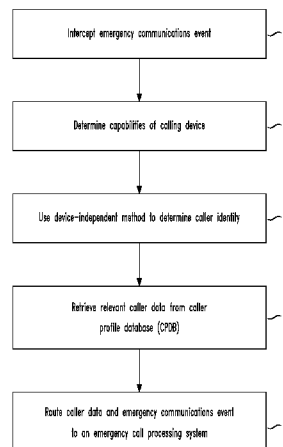 Intercept emergency communications event
Determine capabilities of calling device
Use device-independent method to determine caller identity
Retrieve relevant caller data from caller
profile database (CPDB)
Route caller data and emergency communications event
to an emergency call processing system